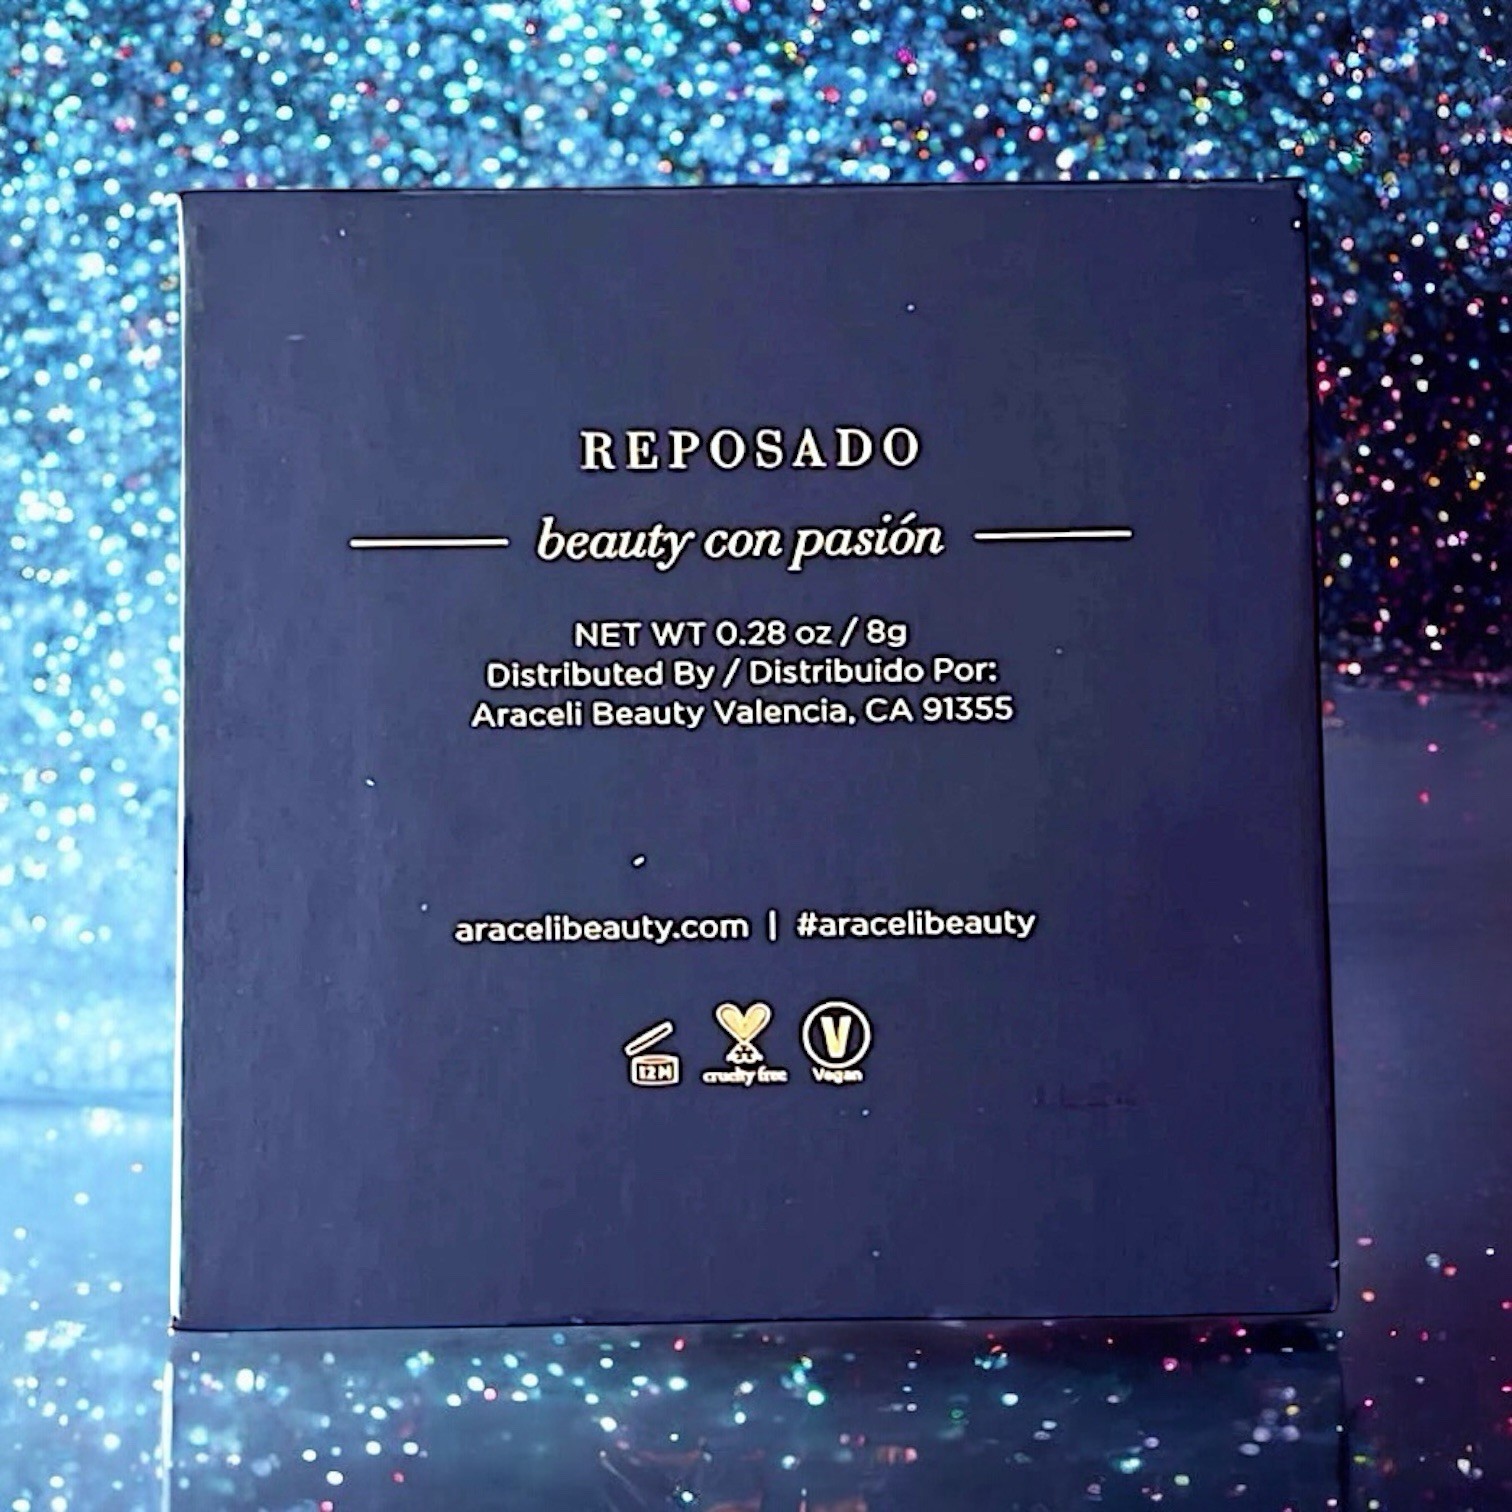 REPOSADO
beauty con pasión
NET WT 0.28 oz / 8g
Distributed By / Distribuido Por:
Araceli Beauty Valencia, CA 91355
aracelibeauty.com | #aracelibeauty
12M
cruelty free
V
Vegan